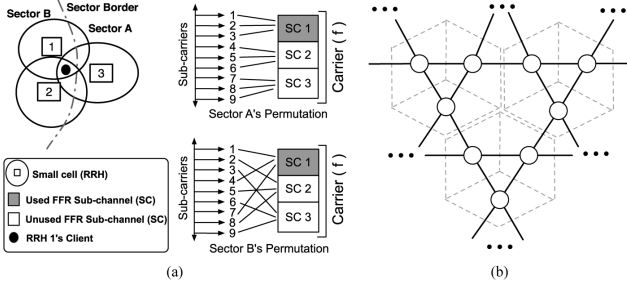 Sector B
Sector Border
Sector A
1
2
3
Small cell (RRH)
Used FFR Sub-channel (SC)
Unused FFR Sub-channel (SC)
RRH 1's Client
Sub-carriers
1
2
3
4
5
6
7
8
9
SC 1
SC 2
SC 3
Carrier ( f )
Sector A's Permutation
Sub-carriers
1
2
3
4
5
6
7
8
9
SC 1
SC 2
SC 3
Carrier ( f )
Sector B's Permutation
(a)
(b)